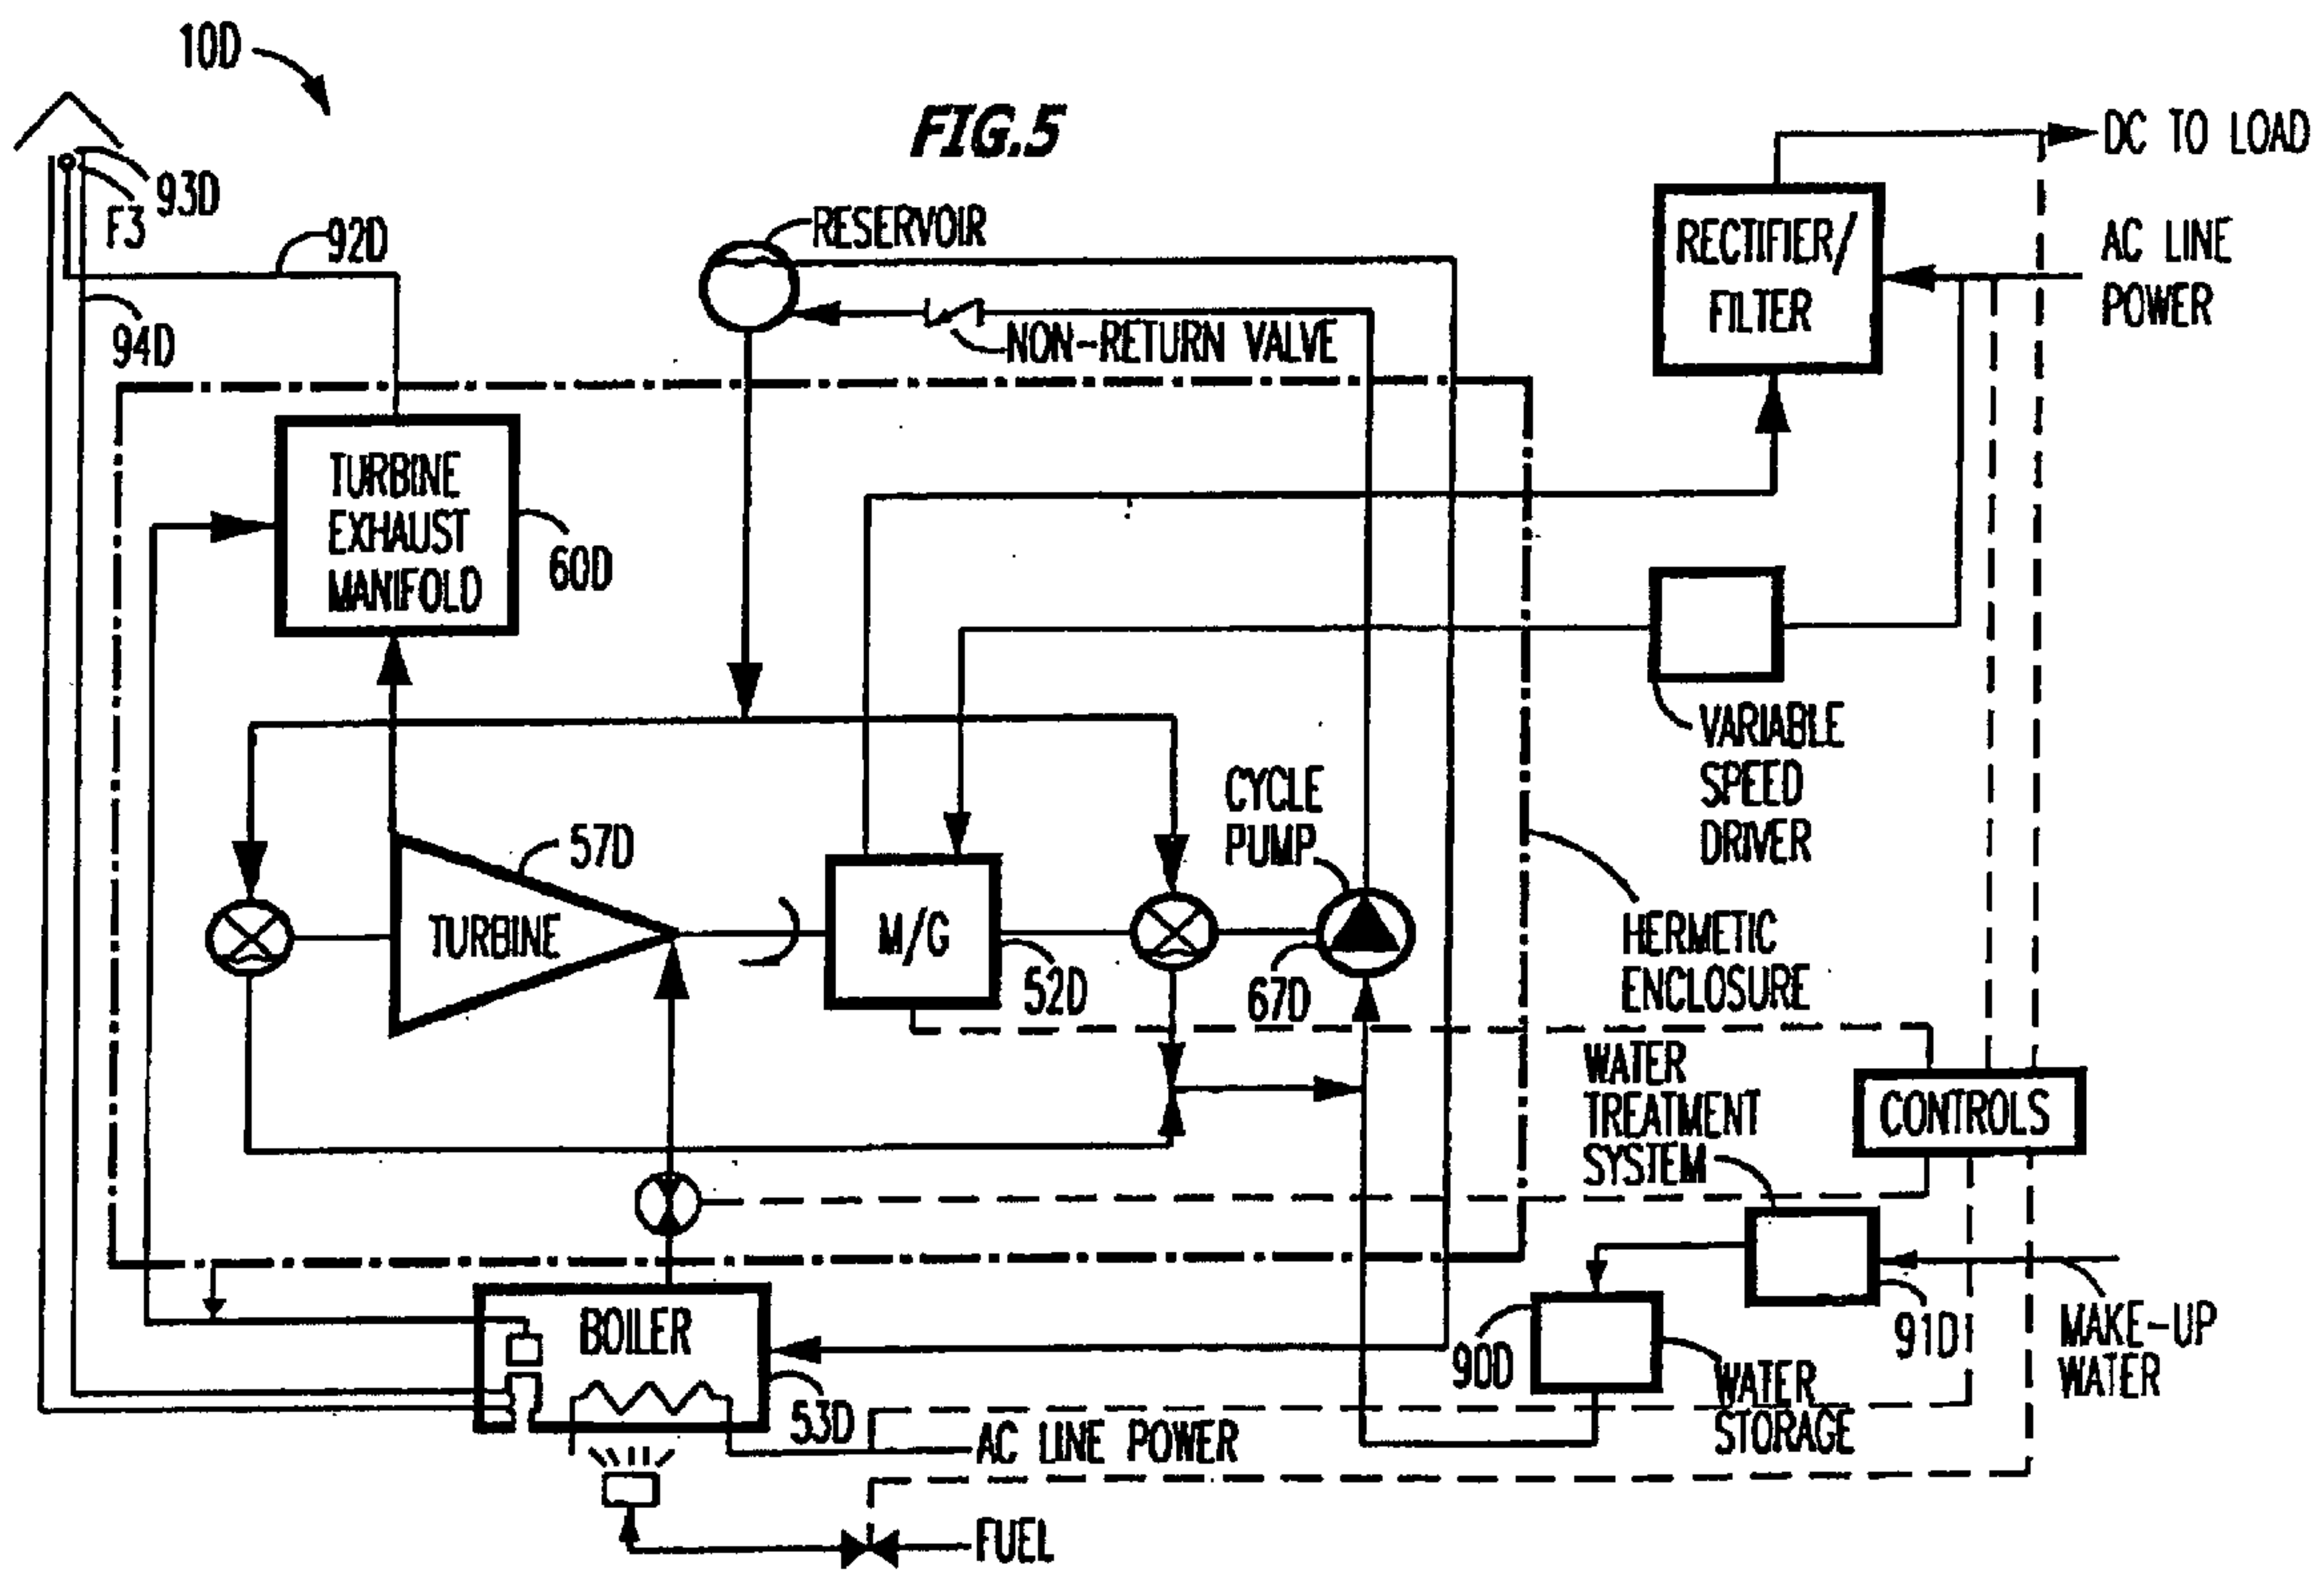 10D
FIG.5
DC TO LOAD
93D
F3
RESERVOIR
92D
RECTIFIER/
FILTER
AC LINE
POWER
94D
NON-RETURN VALVE
TURBINE
EXHAUST
MANIFOLD
60D
VARIABLE
SPEED
DRIVER
CYCLE
PUMP
57D
TURBINE
M/G
52D
67D
HERMETIC
ENCLOSURE
WATER
TREATMENT
SYSTEM
CONTROLS
BOILER
53D
90D
91D
MAKE-UP
WATER
WATER
STORAGE
AC LINE POWER
FUEL